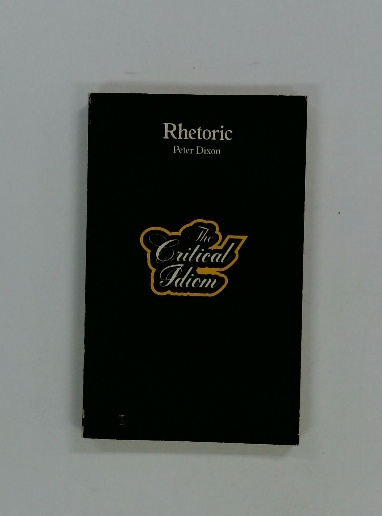 Rhetoric
Peter Dixon
The
Critical
Idiom